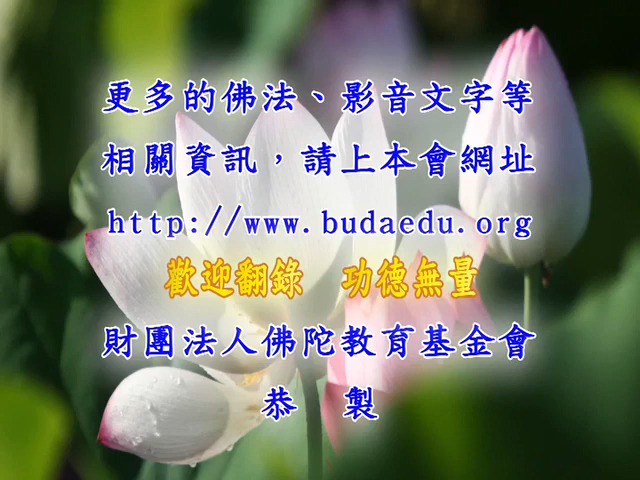 更多的佛法、影音文字等
相關資訊，請上本會網址
http://www.budaedu.org
歡迎翻錄　功德無量
財團法人佛陀教育基金會
恭　製